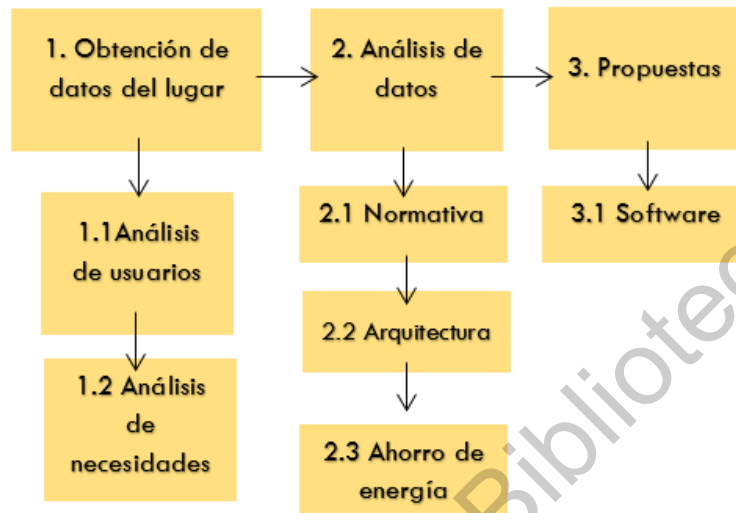 1. Obtención de
datos del lugar
2. Análisis de
datos
3. Propuestas
1.1Análisis
de usuarios
1.2 Análisis
de
necesidades
2.1 Normativa
2.2 Arquitectura
2.3 Ahorro de
energía
3.1 Software
Bibliotec